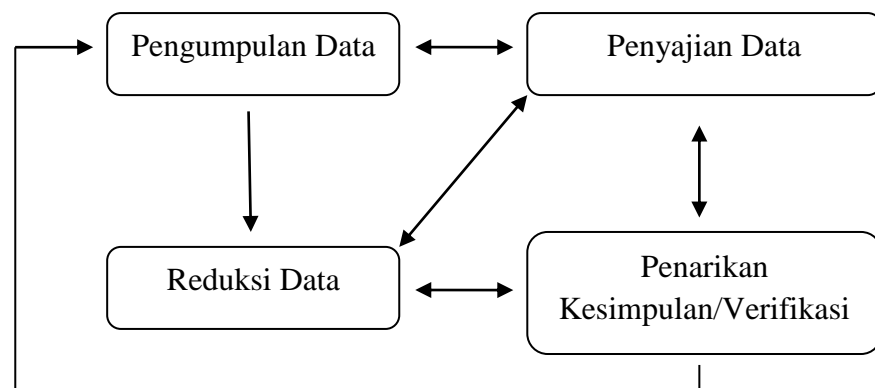 Pengumpulan Data
Penyajian Data
Reduksi Data
Penarikan
Kesimpulan/Verifikasi